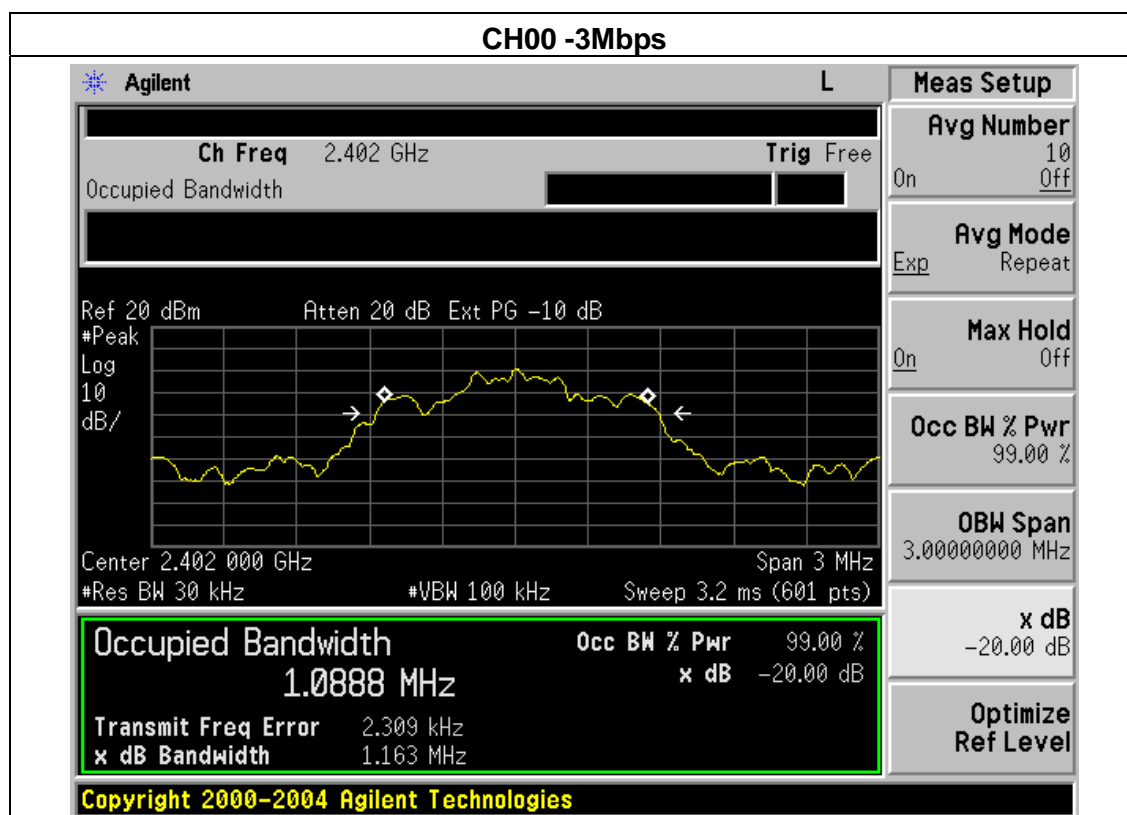 CH00 -3Mbps
Agilent L Meas Setup
Ch Freq 2.402 GHz Trig Free
Occupied Bandwidth
Avg Number
10
On Off
Avg Mode
Exp Repeat
Max Hold
On Off
Occ BW % Pwr
99.00 %
OBW Span
3.00000000 MHz
x dB
-20.00 dB
Optimize
Ref Level
Ref 20 dBm Atten 20 dB Ext PG -10 dB
#Peak
Log
10
dB/
Center 2.402 000 GHz Span 3 MHz
#Res BW 30 kHz #VBW 100 kHz Sweep 3.2 ms (601 pts)
Occupied Bandwidth Occ BW % Pwr 99.00 %
1.0888 MHz x dB -20.00 dB
Transmit Freq Error 2.309 kHz
x dB Bandwidth 1.163 MHz
Copyright 2000-2004 Agilent Technologies